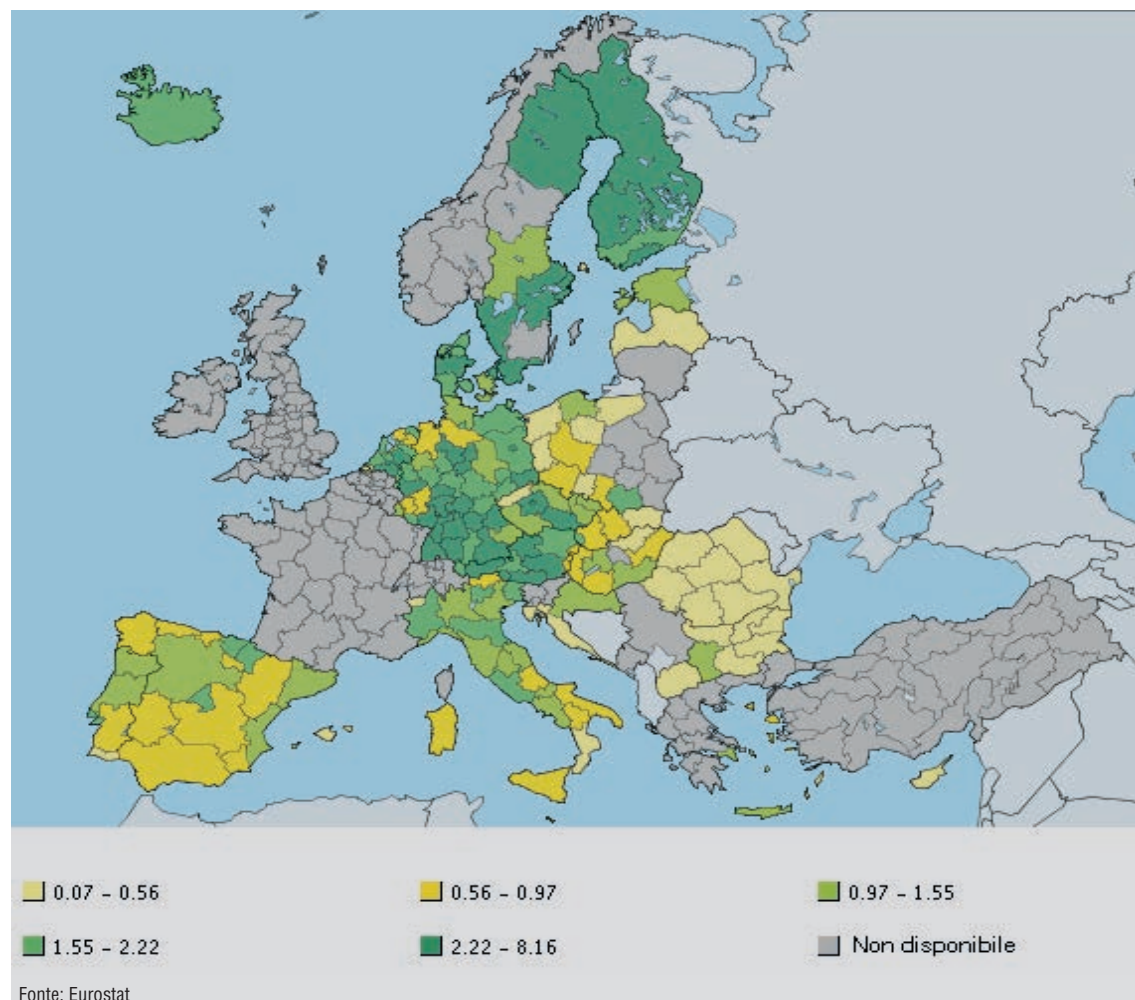 0.07 - 0.56
0.56 - 0.97
0.97 - 1.55
1.55 - 2.22
2.22 - 8.16
Non disponibile
Fonte: Eurostat